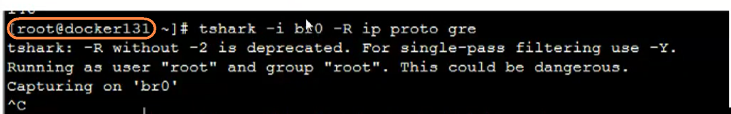 [root@docker131 ~]# tshark -i br0 -R ip proto gre
tshark: -R without -2 is deprecated. For single-pass filtering use -Y.
Running as user "root" and group "root". This could be dangerous.
Capturing on 'br0'
^C